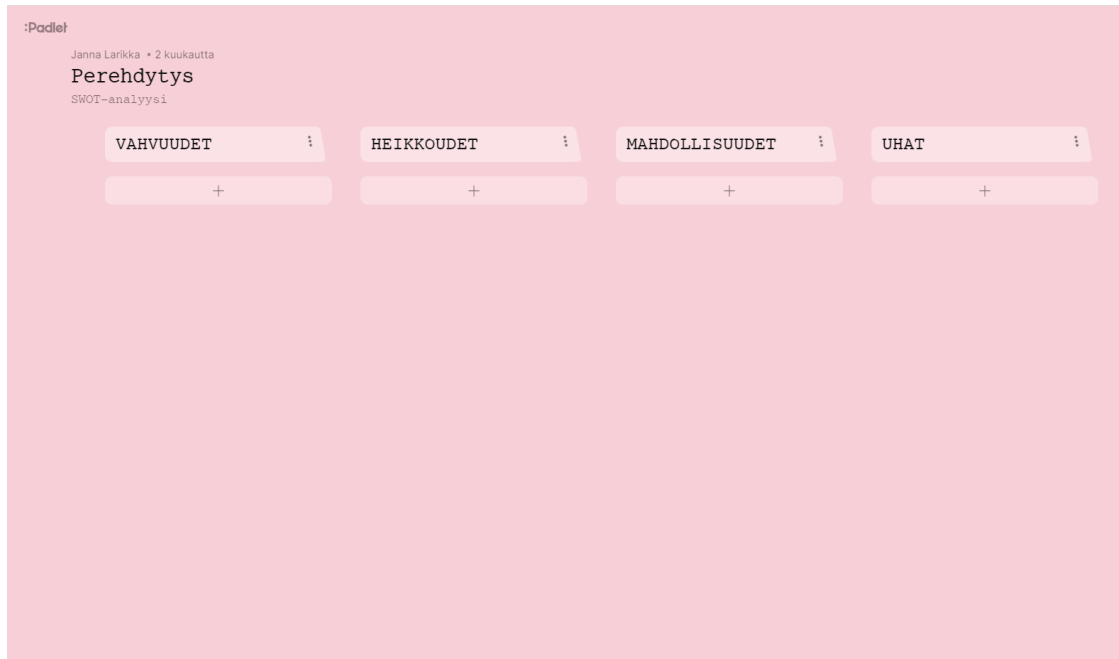 :Padlet
Janna Larikka • 2 kuukautta
Perehdytys
SWOT-analyysi
VAHVUUDET
HEIKKOUDET
MAHDOLLISUUDET
UHAT
+
+
+
+